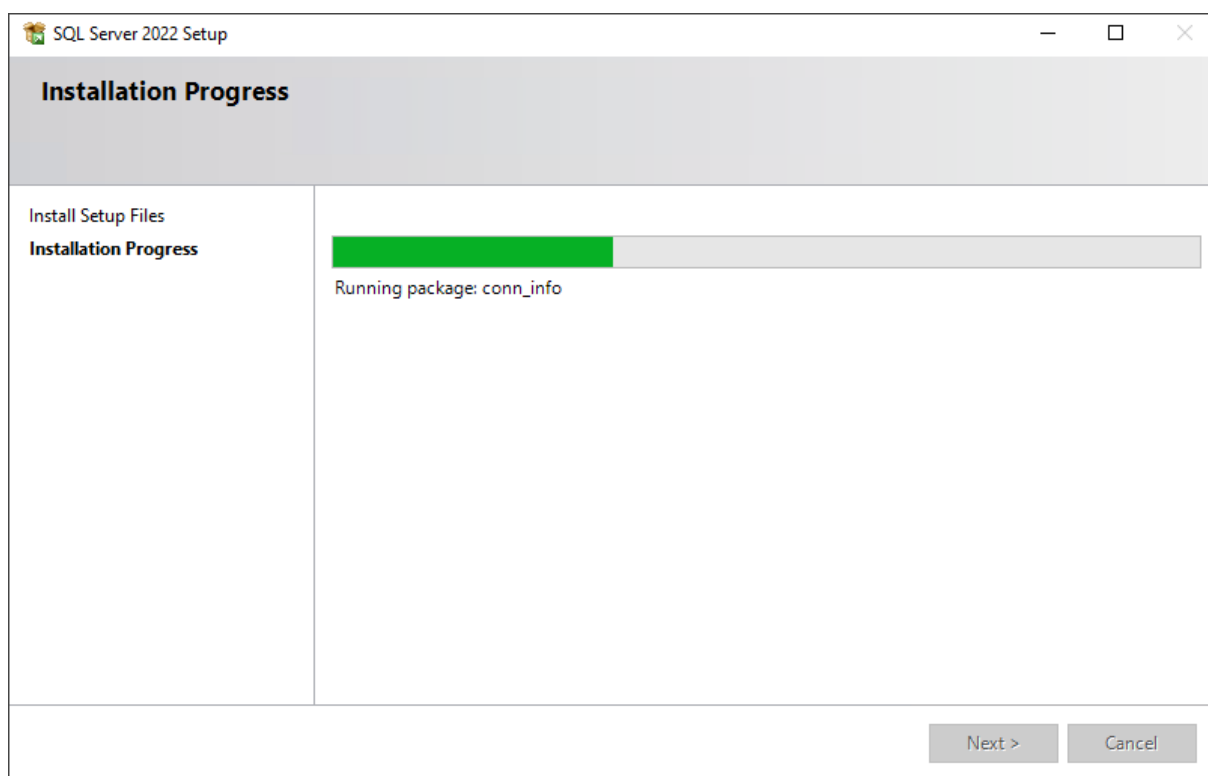 SQL Server 2022 Setup
Installation Progress
Install Setup Files
Installation Progress
Running package: conn_info
Next >
Cancel